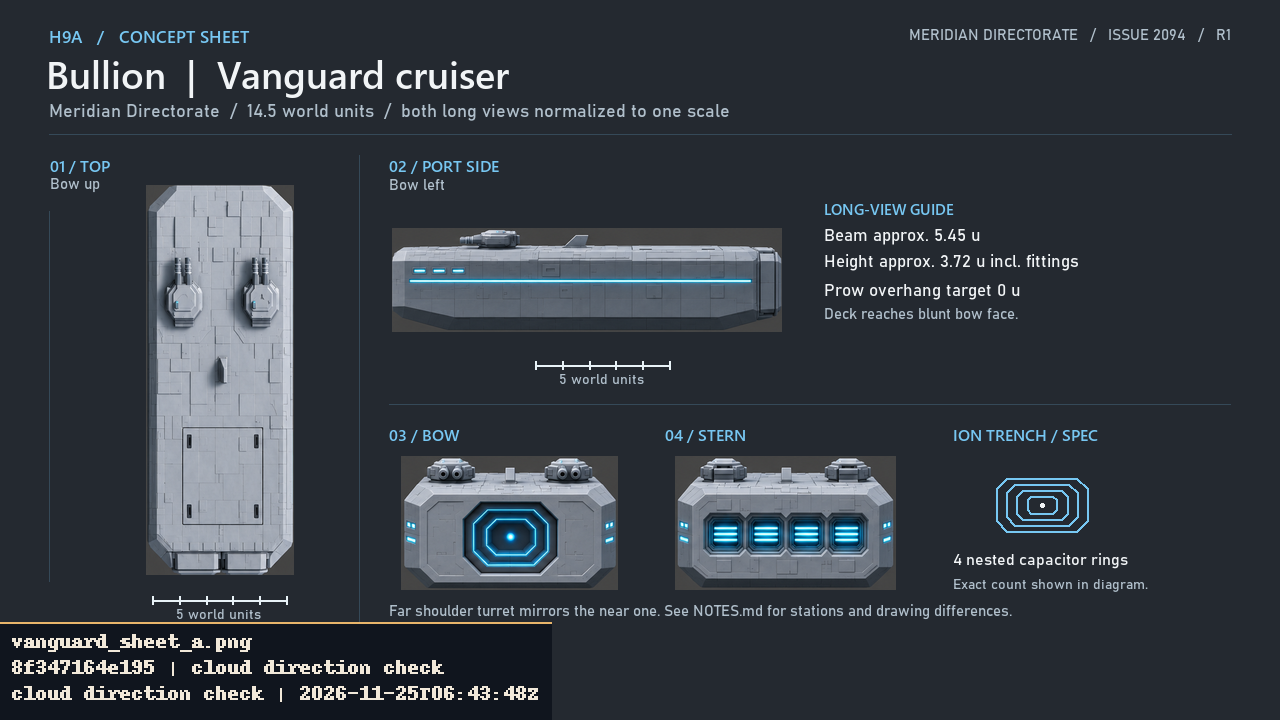 H9A / CONCEPT SHEET
MERIDIAN DIRECTORATE / ISSUE 2094 / R1
Bullion | Vanguard cruiser
Meridian Directorate / 14.5 world units / both long views normalized to one scale
01 / TOP
Bow up
5 world units
02 / PORT SIDE
Bow left
5 world units
LONG-VIEW GUIDE
Beam approx. 5.45 u
Height approx. 3.72 u incl. fittings
Prow overhang target 0 u
Deck reaches blunt bow face.
03 / BOW
04 / STERN
ION TRENCH / SPEC
4 nested capacitor rings
Exact count shown in diagram.
Far shoulder turret mirrors the near one. See NOTES.md for stations and drawing differences.
vanguard_sheet_a.png
8f347164e195 | cloud direction check
cloud direction check | 2026-11-25T06:43:48z